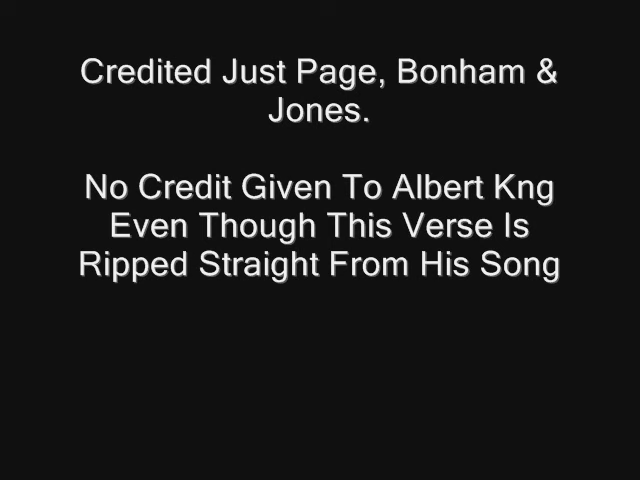 Credited Just Page, Bonham &
Jones.
No Credit Given To Albert Kng
Even Though This Verse Is
Ripped Straight From His Song